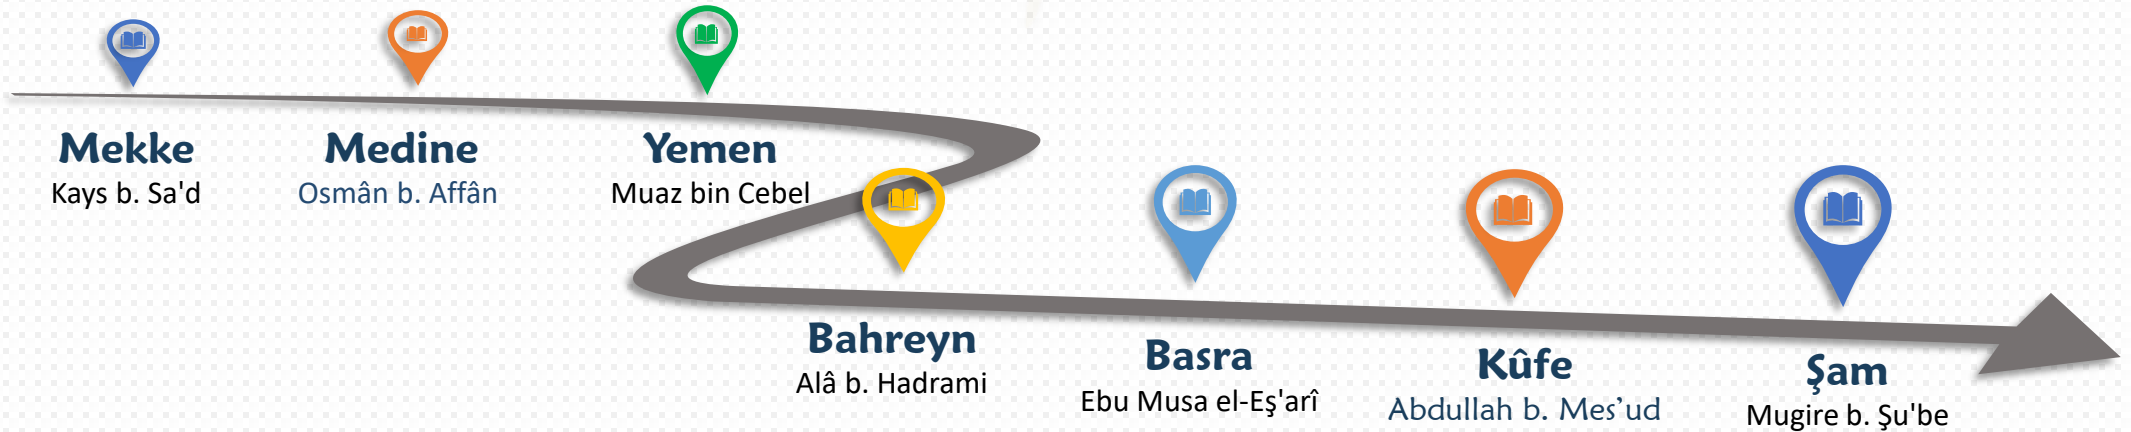 Mekke
Kays b. Sa'd
Medine
Osmân b. Affân
Yemen
Muaz bin Cebel
Bahreyn
Alâ b. Hadrami
Basra
Ebu Musa el-Eş'arî
Kûfe
Abdullah b. Mes’ud
Şam
Mugire b. Şu'be